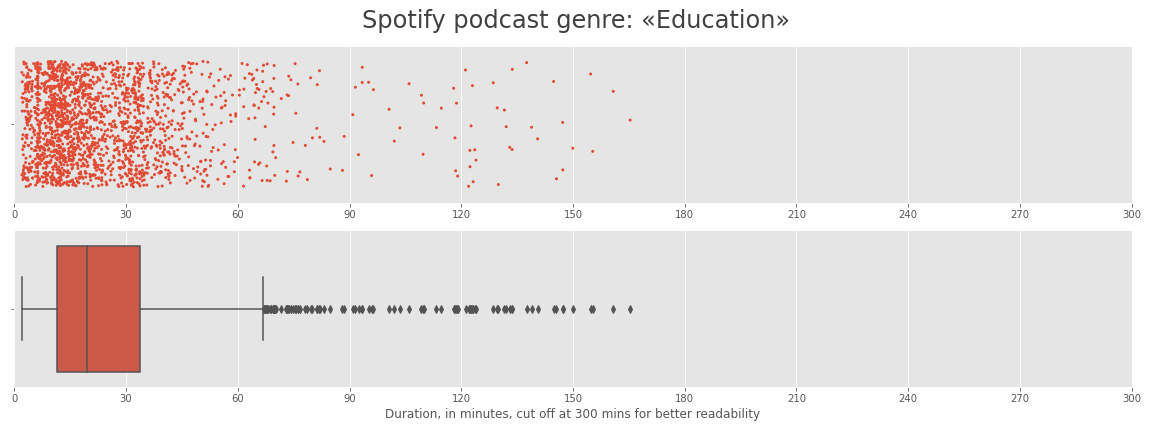 Spotify podcast genre: «Education»
0 30 60 90 120 150 180 210 240 270 300
0 30 60 90 120 150 180 210 240 270 300
Duration, in minutes, cut off at 300 mins for better readability